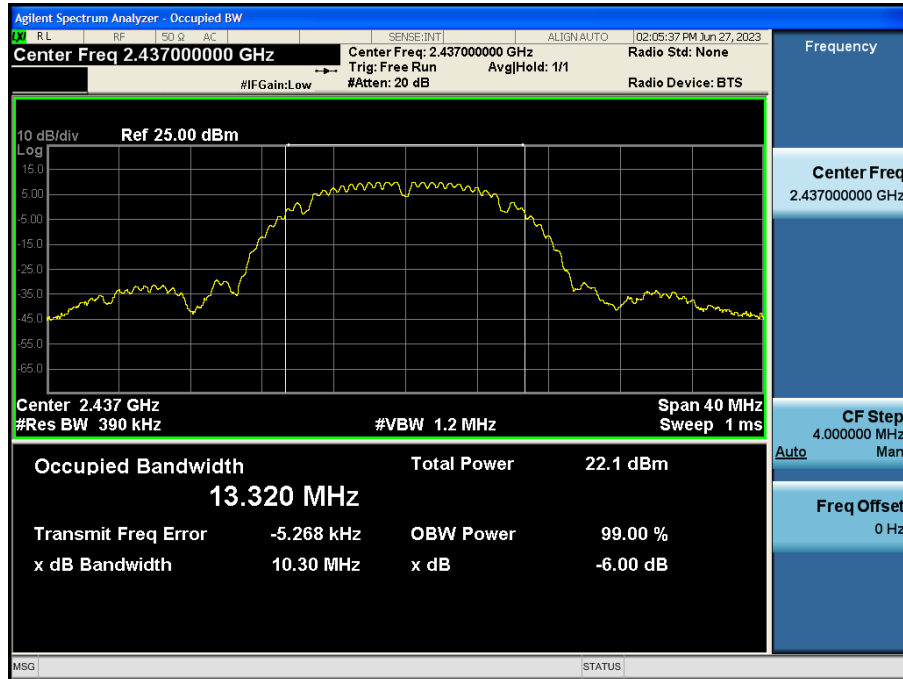 Agilent Spectrum Analyzer - Occupied BW
LXI RL RF 50 Ω AC SENSE:INT ALIGN AUTO 02:05:37 PM Jun 27, 2023
Center Freq 2.437000000 GHz
Center Freq: 2.437000000 GHz
Radio Std: None
Trig: Free Run Avg|Hold: 1/1
#IFGain:Low
#Atten: 20 dB
Radio Device: BTS
10 dB/div Ref 25.00 dBm
Log
15.0
5.00
-5.00
-15.0
-25.0
-35.0
-45.0
-55.0
-65.0
Center 2.437 GHz Span 40 MHz
#Res BW 390 kHz #VBW 1.2 MHz Sweep 1 ms
Occupied Bandwidth Total Power 22.1 dBm
13.320 MHz
Transmit Freq Error -5.268 kHz OBW Power 99.00 %
x dB Bandwidth 10.30 MHz x dB -6.00 dB
Frequency
Center Freq
2.437000000 GHz
CF Step
4.000000 MHz
Auto Man
Freq Offset
0 Hz
MSG STATUS